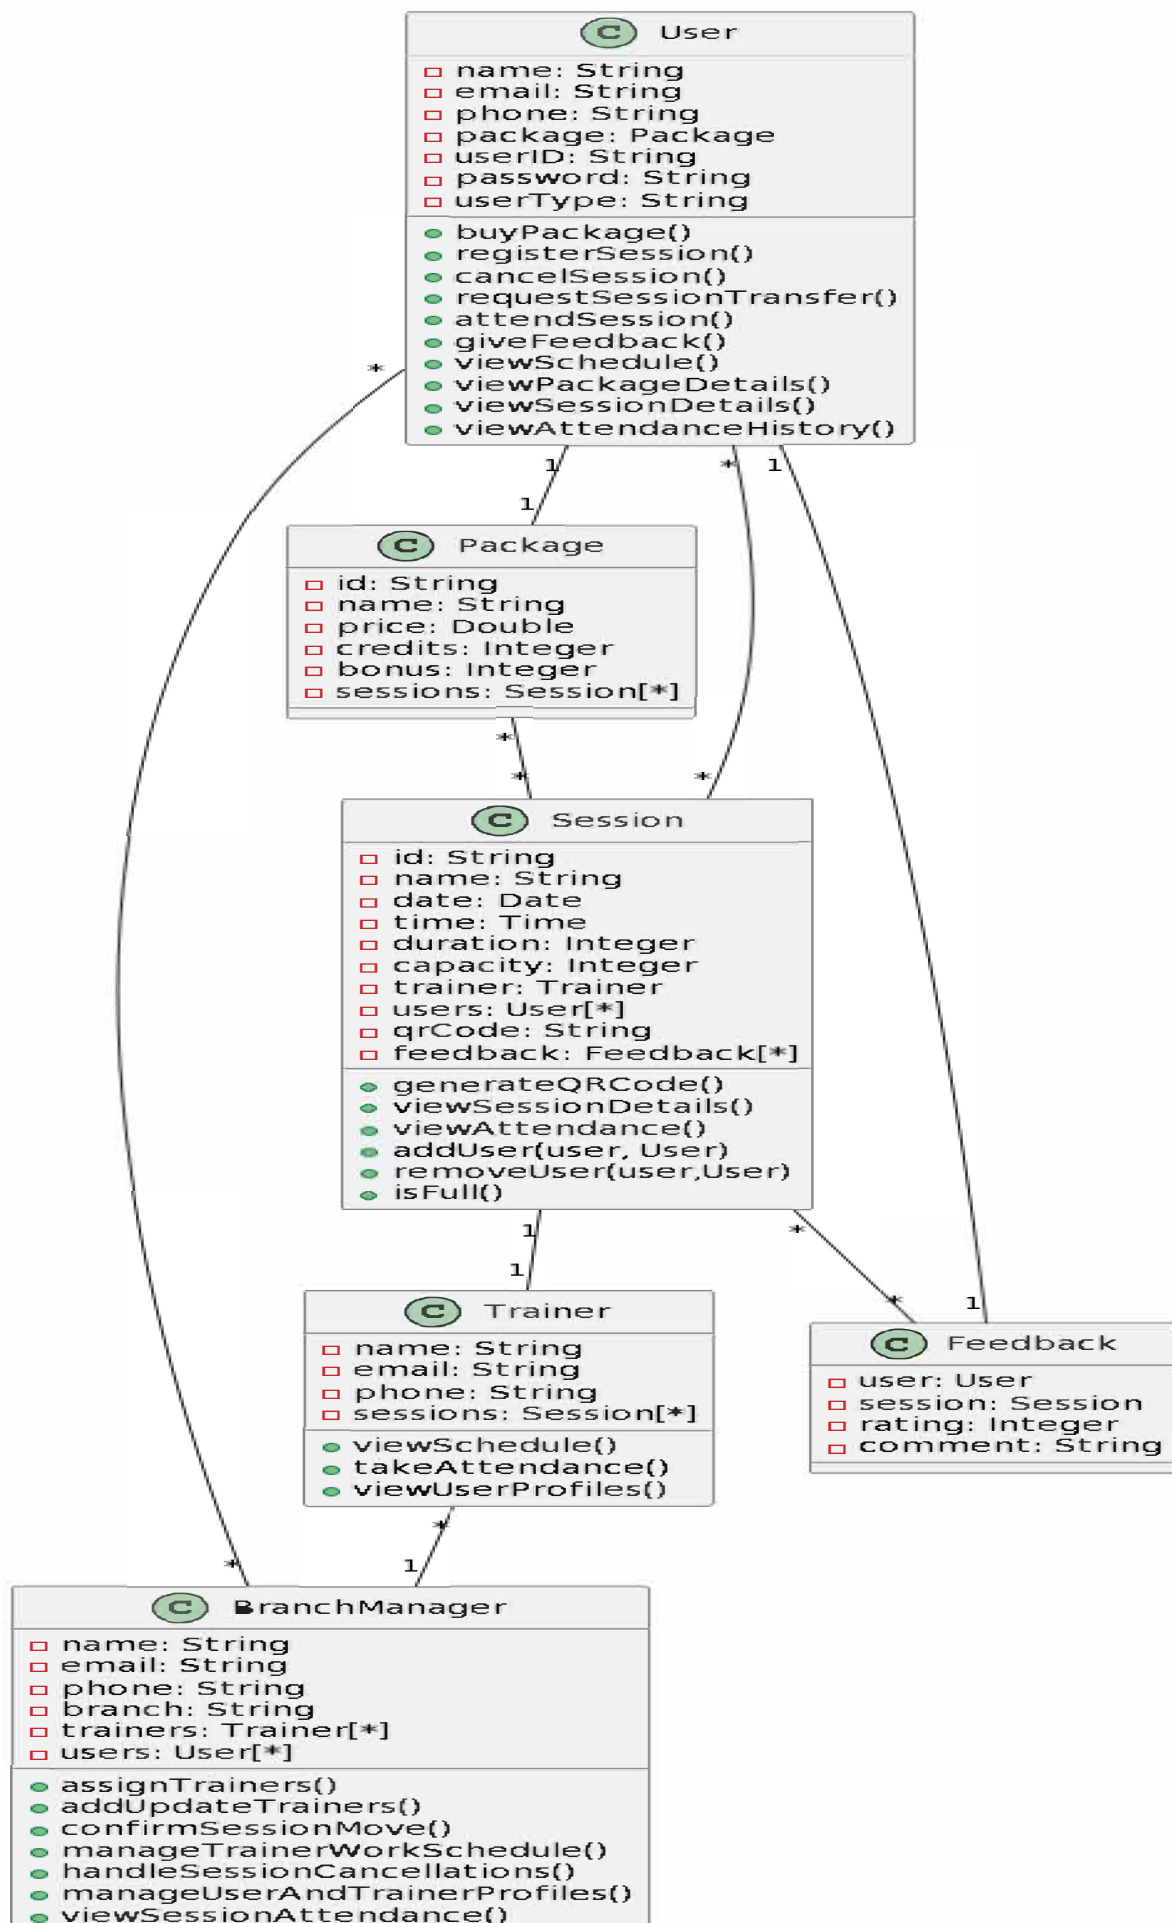 C User
name: String
email: String
phone: String
package: Package
userID: String
password: String
userType: String
buyPackage()
registerSession()
cancelSession()
requestSessionTransfer()
attendSession()
giveFeedback()
viewSchedule()
*
viewPackageDetails()
viewSessionDetails()
viewAttendanceHistory()
1 * 1
1
C Package
id: String
name: String
price: Double
credits: Integer
bonus: Integer
sessions: Session[*]
*
* *
C Session
id: String
name: String
date: Date
time: Time
duration: Integer
capacity: Integer
trainer: Trainer
users: User[*]
qrCode: String
feedback: Feedback[*]
generateQRCode()
viewSessionDetails()
viewAttendance()
addUser(user, User)
removeUser(user,User)
isFull()
1 *
1 * 1
C Trainer
name: String
email: String
phone: String
sessions: Session[*]
viewSchedule()
takeAttendance()
viewUserProfiles()
C Feedback
user: User
session: Session
rating: Integer
comment: String
*
* 1
C BranchManager
name: String
email: String
phone: String
branch: String
trainers: Trainer[*]
users: User[*]
assignTrainers()
addUpdateTrainers()
confirmSessionMove()
manageTrainerWorkSchedule()
handleSessionCancellations()
manageUserAndTrainerProfiles()
viewSessionAttendance()